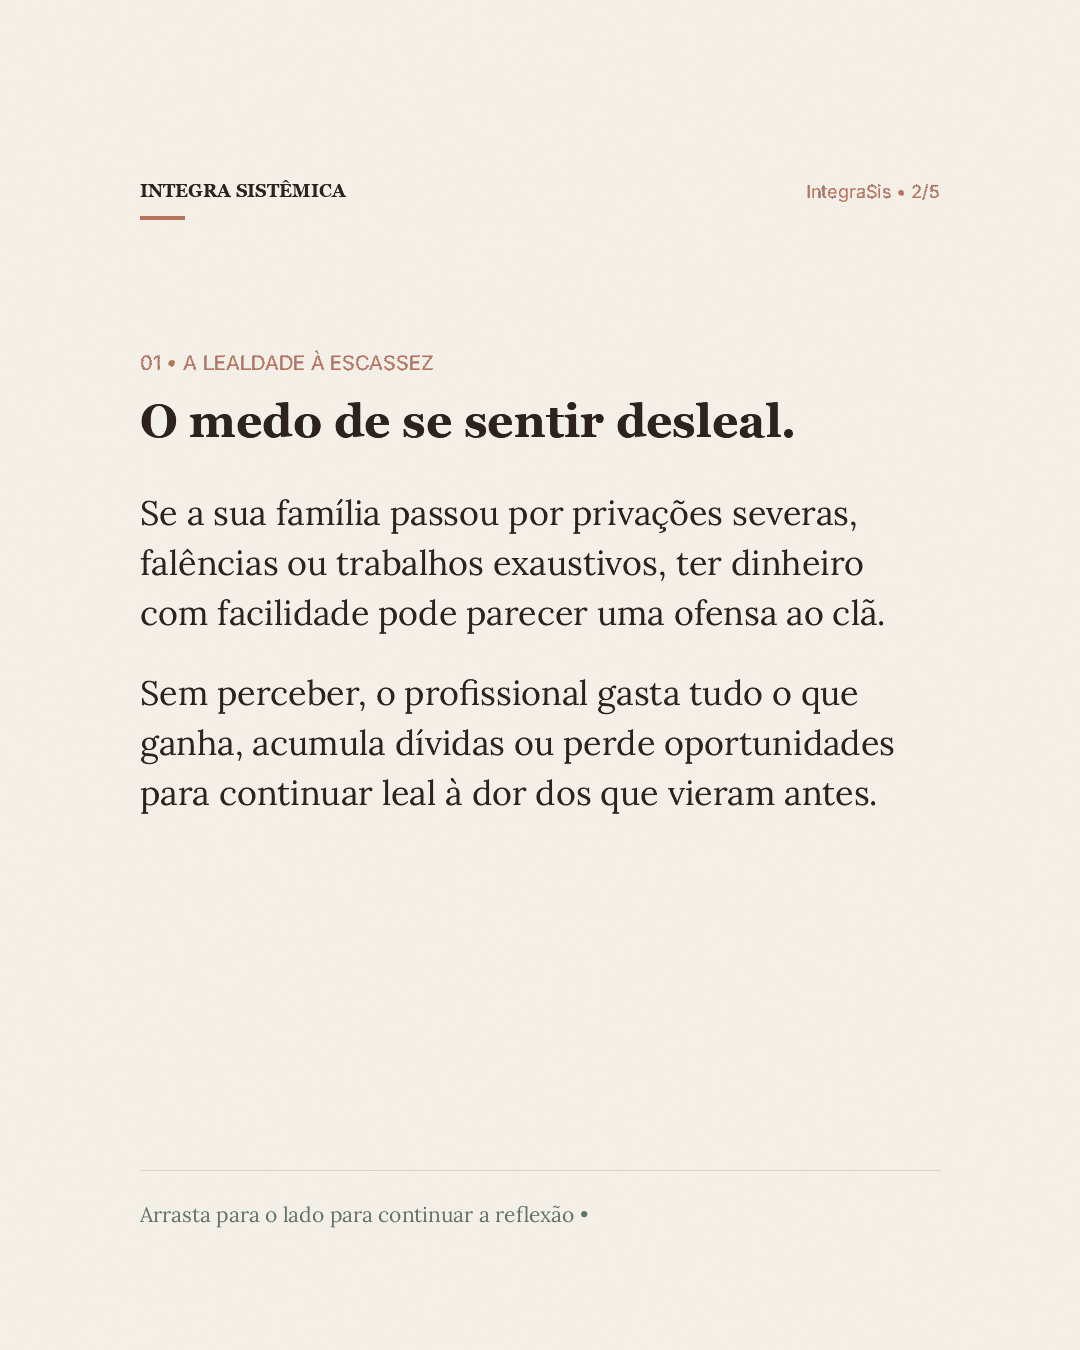 INTEGRA SISTÊMICA
Integra$is • 2/5
01 • A LEALDADE À ESCASSEZ
O medo de se sentir desleal.
Se a sua família passou por privações severas,
falências ou trabalhos exaustivos, ter dinheiro
com facilidade pode parecer uma ofensa ao clã.
Sem perceber, o profissional gasta tudo o que
ganha, acumula dívidas ou perde oportunidades
para continuar leal à dor dos que vieram antes.
Arrasta para o lado para continuar a reflexão •